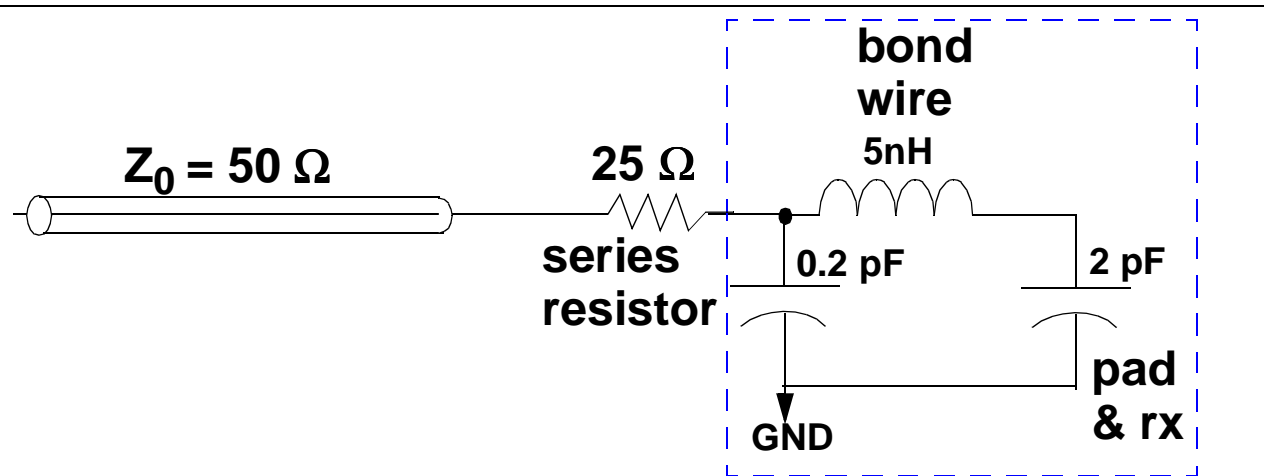 bond
wire
5nH
Z0 = 50 Ω
25 Ω
series
resistor
0.2 pF
2 pF
pad
& rx
GND